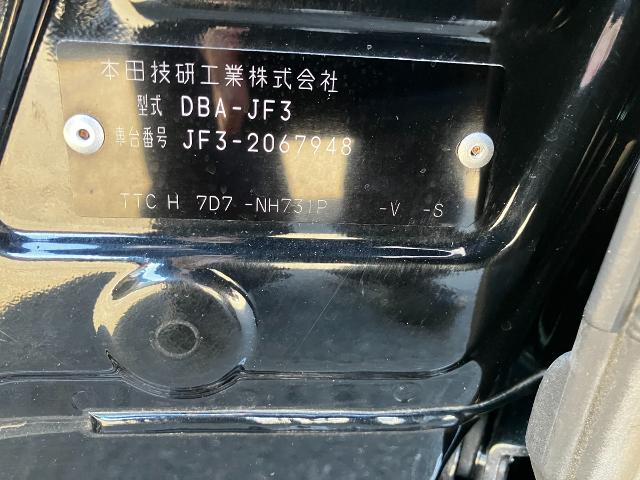 本田技研工業株式会社
型式 DBA-JF3
車台番号 JF3-2067948
TTC H 7D7 -NH731P -V -S